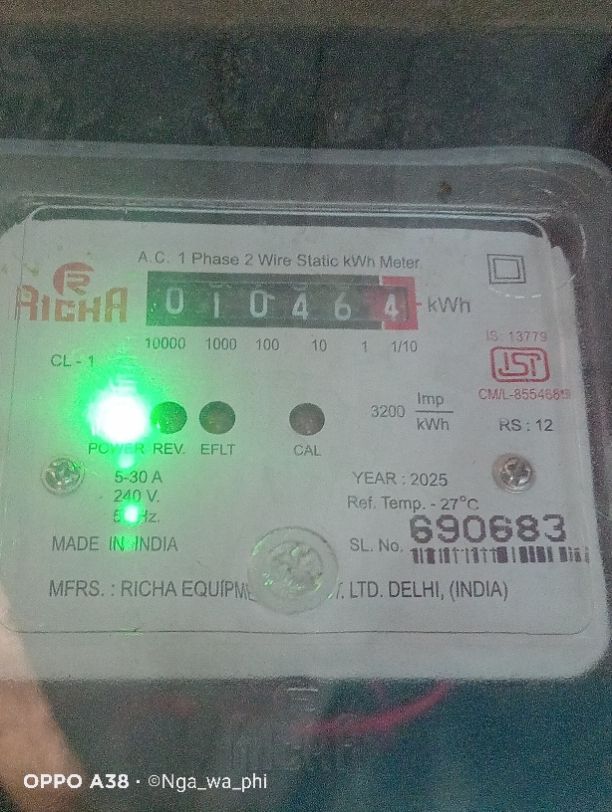 A.C. 1 Phase 2 Wire Static kWh Meter
RICHA
0 1 0 4 6 4 kWh
10000 1000 100 10 1 1/10
IS: 13779
ISI
CL - 1
CM/L-
3200 Imp/kWh
RS : 12
POWER REV. EFLT CAL
5-30 A
YEAR : 2025
240 V.
Ref. Temp. - 27°C
Hz.
SL. No. 690683
MADE IN INDIA
MFRS. : RICHA LTD. DELHI, (INDIA)
OPPO A38 · ©Nga_wa_phi